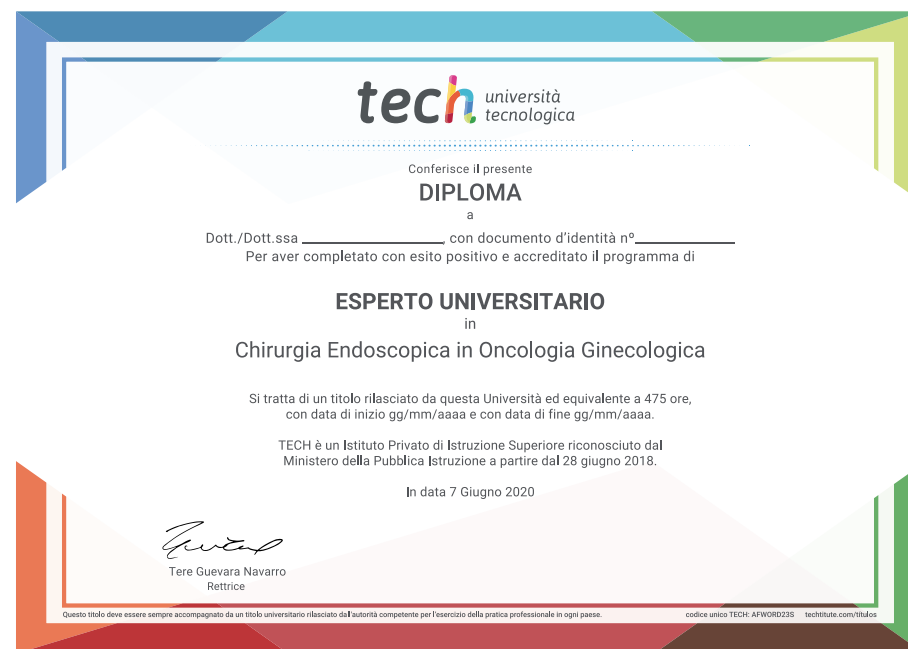 tech università
tecnologica
Conferisce il presente
DIPLOMA
a
Dott./Dott.ssa ____________________, con documento d'identità nº______________
Per aver completato con esito positivo e accreditato il programma di
ESPERTO UNIVERSITARIO
in
Chirurgia Endoscopica in Oncologia Ginecologica
Si tratta di un titolo rilasciato da questa Università ed equivalente a 475 ore,
con data di inizio gg/mm/aaaa e con data di fine gg/mm/aaaa.
TECH è un Istituto Privato di Istruzione Superiore riconosciuto dal
Ministero della Pubblica Istruzione a partire dal 28 giugno 2018.
In data 7 Giugno 2020
Tere Guevara Navarro
Rettrice
Questo titolo deve essere sempre accompagnato da un titolo universitario rilasciato dall'autorità competente per l'esercizio della pratica professionale in ogni paese. codice unico TECH: AFWORD23S techtitute.com/titulos